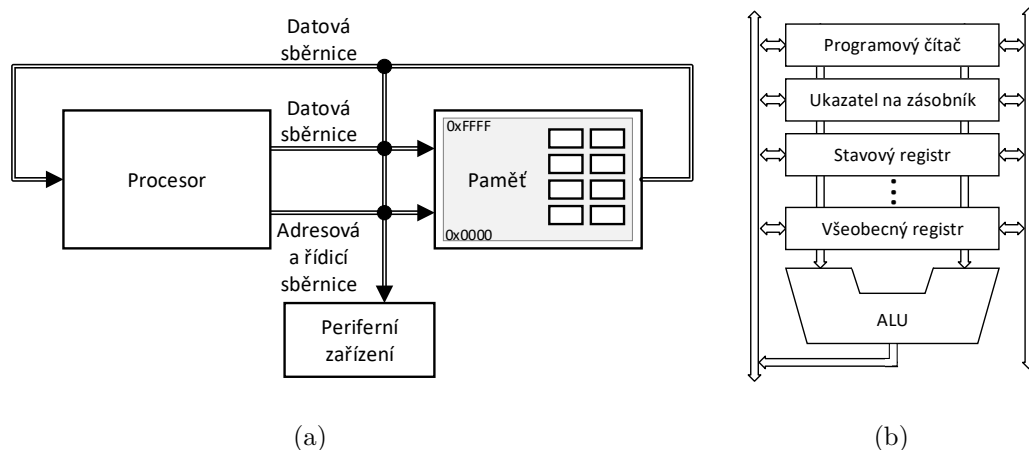 Datová
sběrnice
Datová
sběrnice
Procesor
0xFFFF
Paměť
0x0000
Adresová
a řídicí
sběrnice
Periferní
zařízení
(a)
Programový čítač
Ukazatel na zásobník
Stavový registr
Všeobecný registr
ALU
(b)